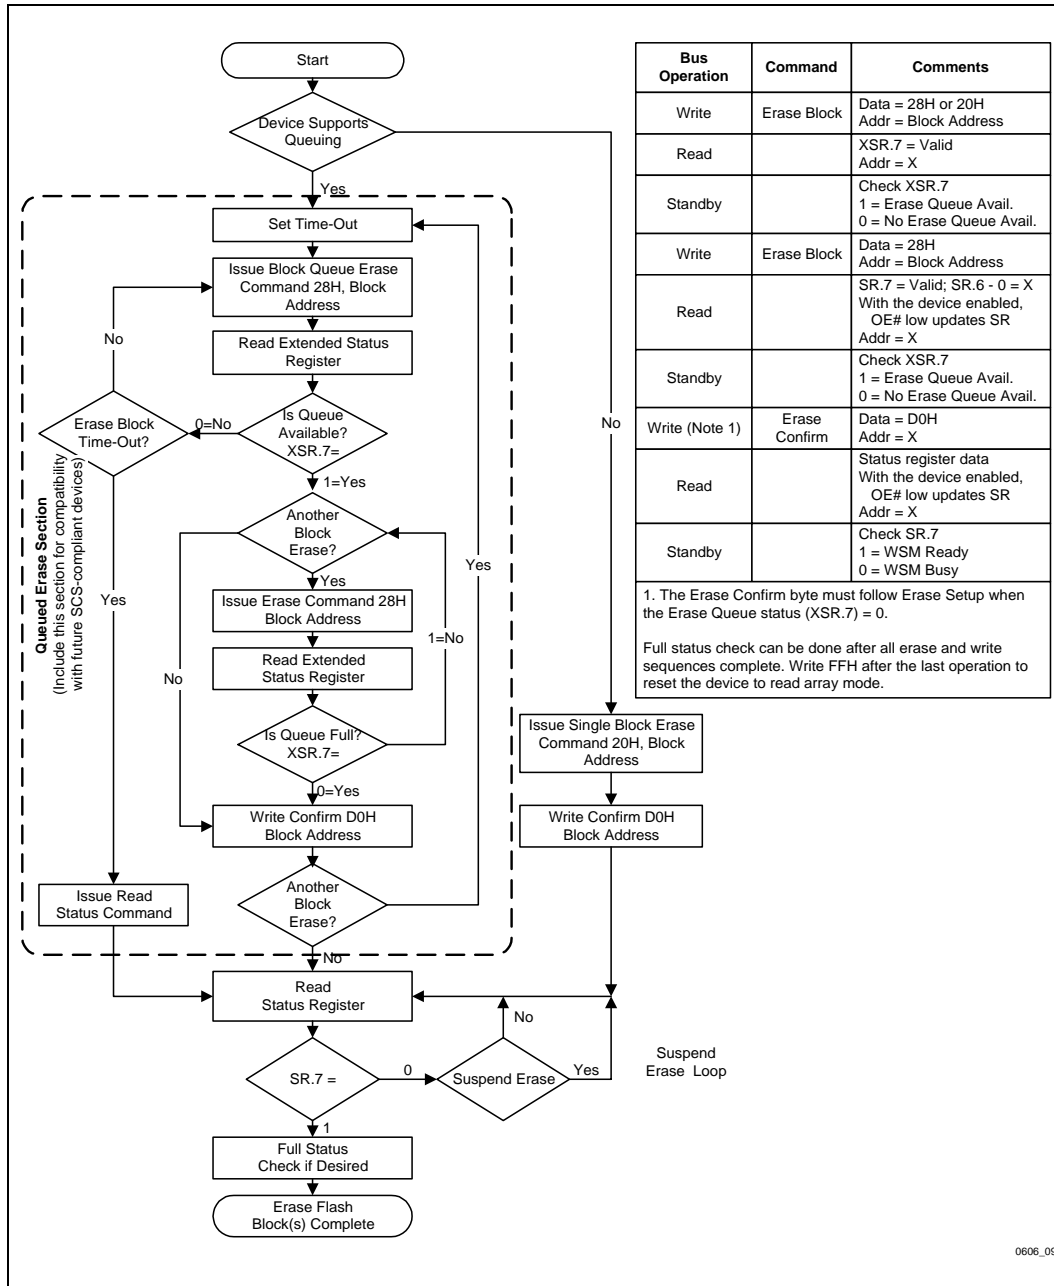 Start
Device Supports
Queuing
Yes
Set Time-Out
Issue Block Queue Erase
Command 28H, Block
Address
No
Read Extended Status
Register
Erase Block
Time-Out?
0=No
Is Queue
Available?
XSR.7=
1=Yes
No
Queued Erase Section
(Include this section for compatibility
with future SCS-compliant devices)
Another
Block
Erase?
Yes
Yes
Yes
Issue Erase Command 28H
Block Address
1=No
Read Extended
Status Register
No
Is Queue Full?
XSR.7=
0=Yes
Write Confirm D0H
Block Address
Issue Read
Status Command
Another
Block
Erase?
No
Issue Single Block Erase
Command 20H, Block
Address
Write Confirm D0H
Block Address
Read
Status Register
No
SR.7 =
0
Suspend Erase
Yes
Suspend
Erase Loop
1
Full Status
Check if Desired
Erase Flash
Block(s) Complete
Bus
Operation
Command
Comments
Write
Erase Block
Data = 28H or 20H
Addr = Block Address
Read
XSR.7 = Valid
Addr = X
Standby
Check XSR.7
1 = Erase Queue Avail.
0 = No Erase Queue Avail.
Write
Erase Block
Data = 28H
Addr = Block Address
Read
SR.7 = Valid; SR.6 - 0 = X
With the device enabled,
OE# low updates SR
Addr = X
Standby
Check XSR.7
1 = Erase Queue Avail.
0 = No Erase Queue Avail.
Write (Note 1)
Erase
Confirm
Data = D0H
Addr = X
Read
Status register data
With the device enabled,
OE# low updates SR
Addr = X
Standby
Check SR.7
1 = WSM Ready
0 = WSM Busy
1. The Erase Confirm byte must follow Erase Setup when
the Erase Queue status (XSR.7) = 0.
Full status check can be done after all erase and write
sequences complete. Write FFH after the last operation to
reset the device to read array mode.
0606_09